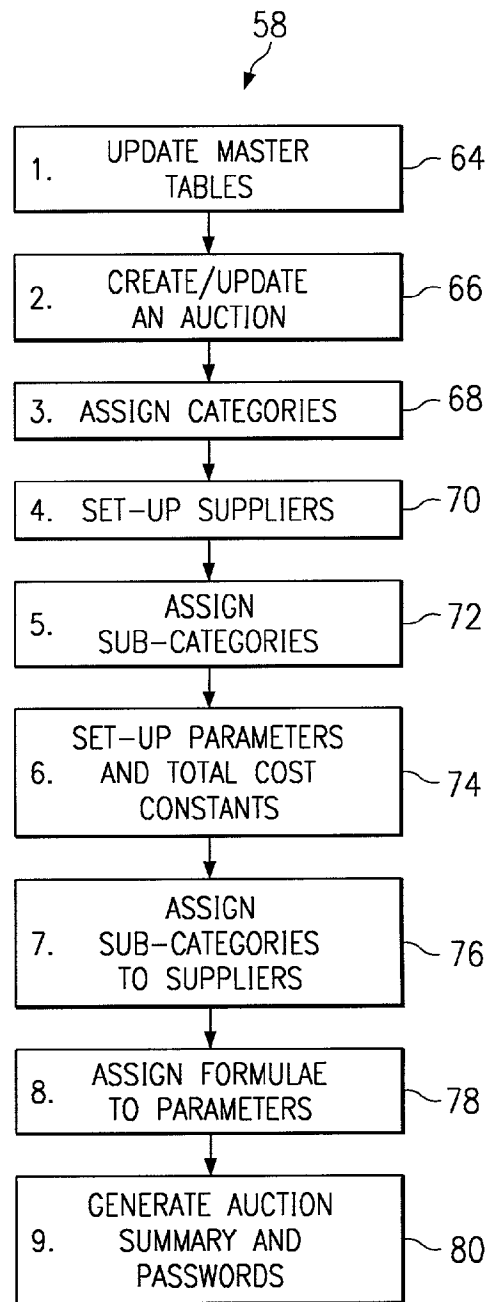 58
1. UPDATE MASTER
TABLES
64
2. CREATE/UPDATE
AN AUCTION
66
3. ASSIGN CATEGORIES
68
4. SET-UP SUPPLIERS
70
5. ASSIGN
SUB-CATEGORIES
72
6. SET-UP PARAMETERS
AND TOTAL COST
CONSTANTS
74
7. ASSIGN
SUB-CATEGORIES
TO SUPPLIERS
76
8. ASSIGN FORMULAE
TO PARAMETERS
78
9. GENERATE AUCTION
SUMMARY AND
PASSWORDS
80